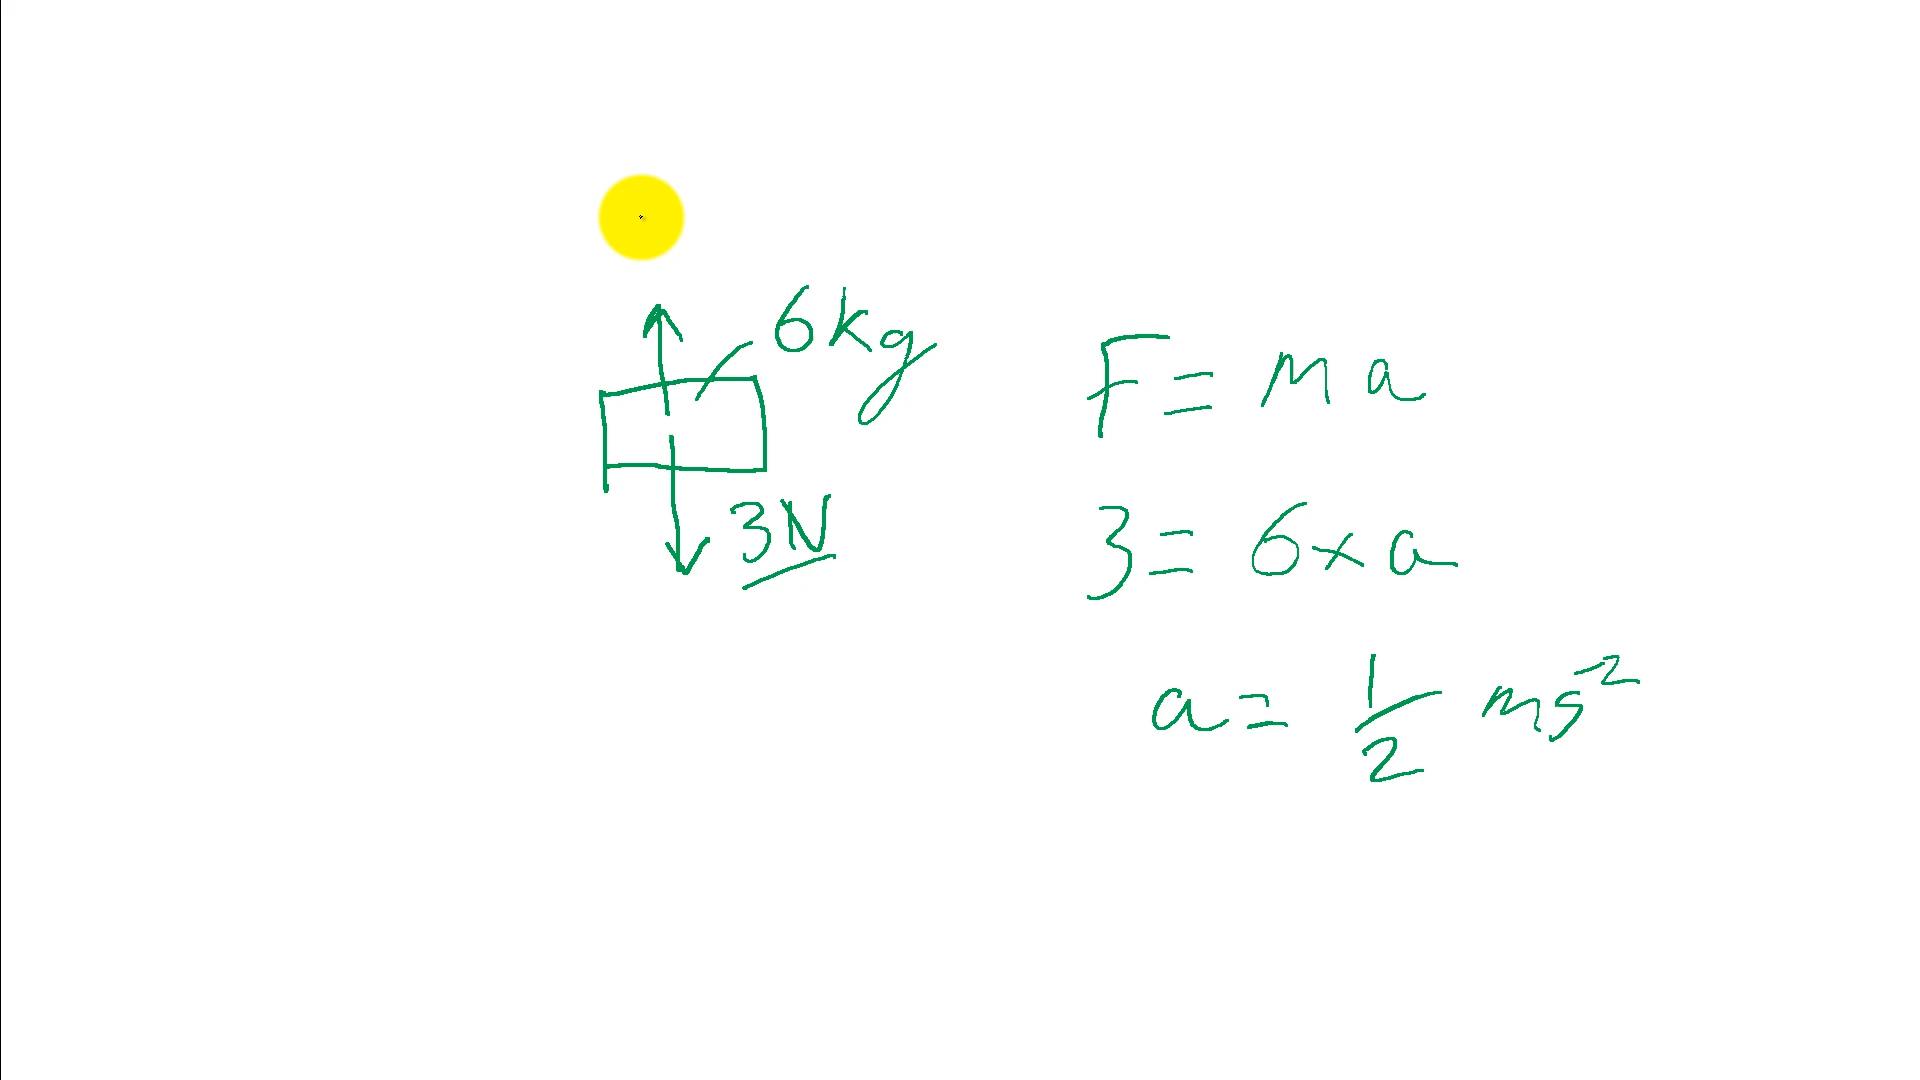 6kg
3N
F = ma
3 = 6 × a
a = 1/2 ms⁻²